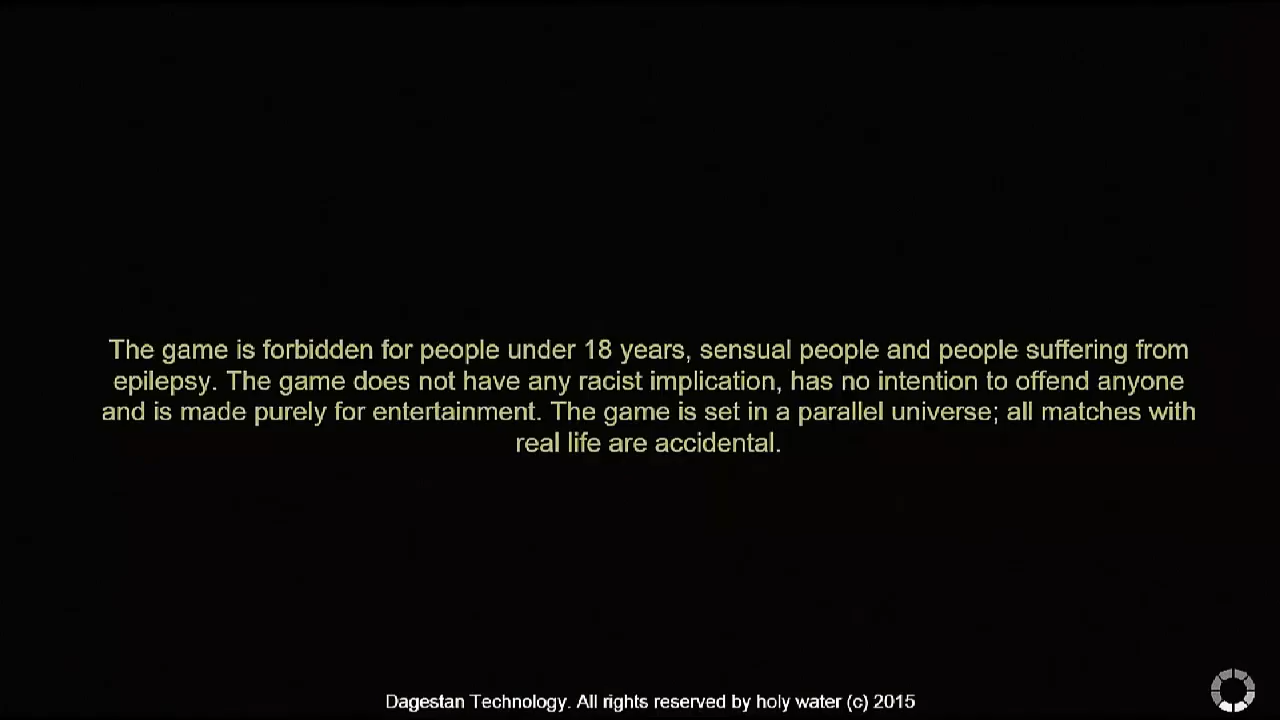 The game is forbidden for people under 18 years, sensual people and people suffering from
epilepsy. The game does not have any racist implication, has no intention to offend anyone
and is made purely for entertainment. The game is set in a parallel universe; all matches with
real life are accidental.
Dagestan Technology. All rights reserved by holy water (c) 2015